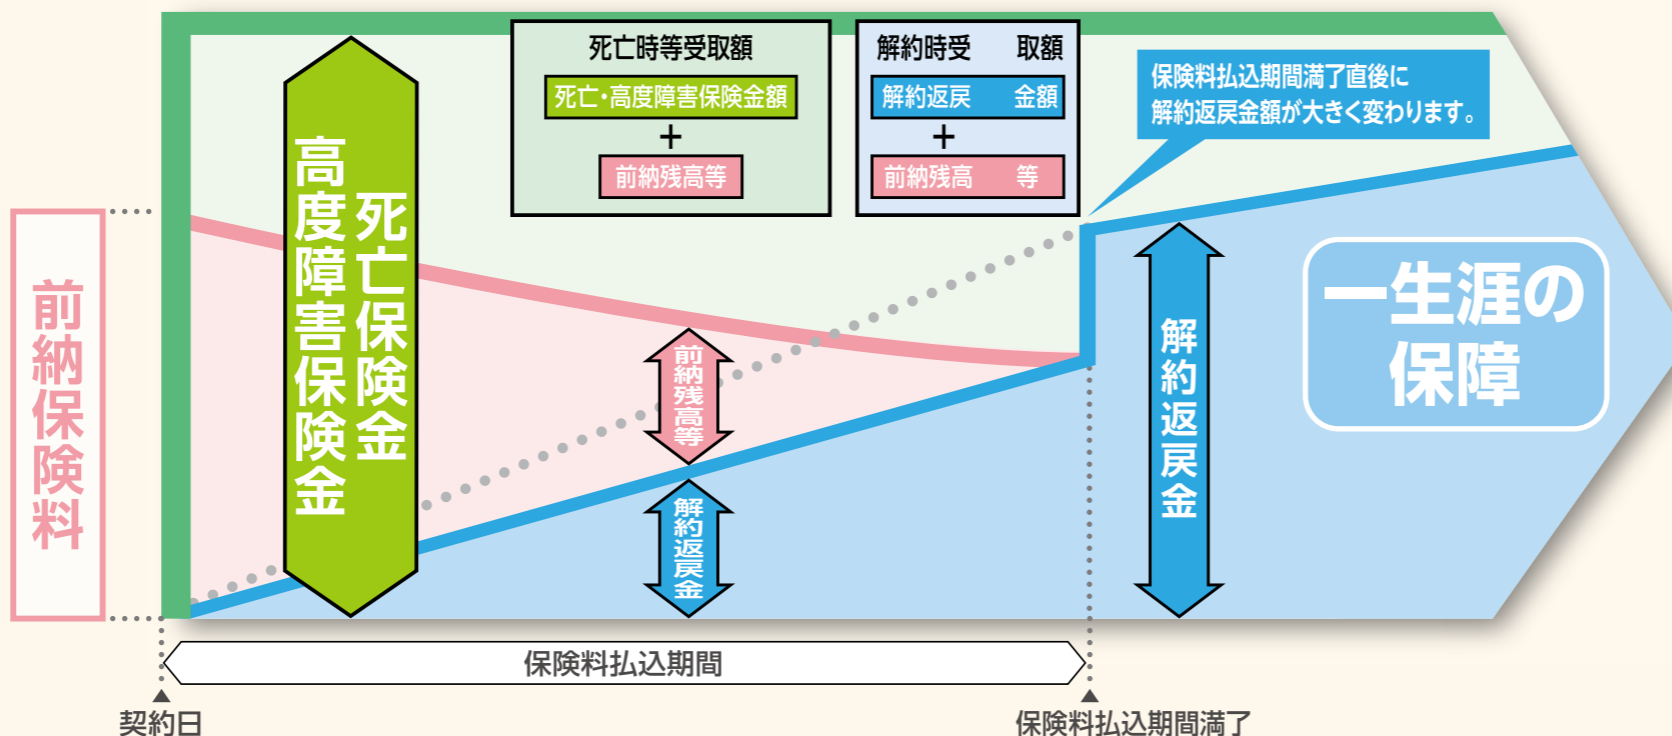 死亡時等受取額
死亡・高度障害保険金額
+
前納残高等
解約時受 取額
解約返戻 金額
+
前納残高 等
保険料払込期間満了直後に
解約返戻金額が大きく変わります。
前納保険料
死亡保険金
高度障害保険金
前納残高等
解約返戻金
解約返戻金
一生涯の
保障
保険料払込期間
契約日
保険料払込期間満了